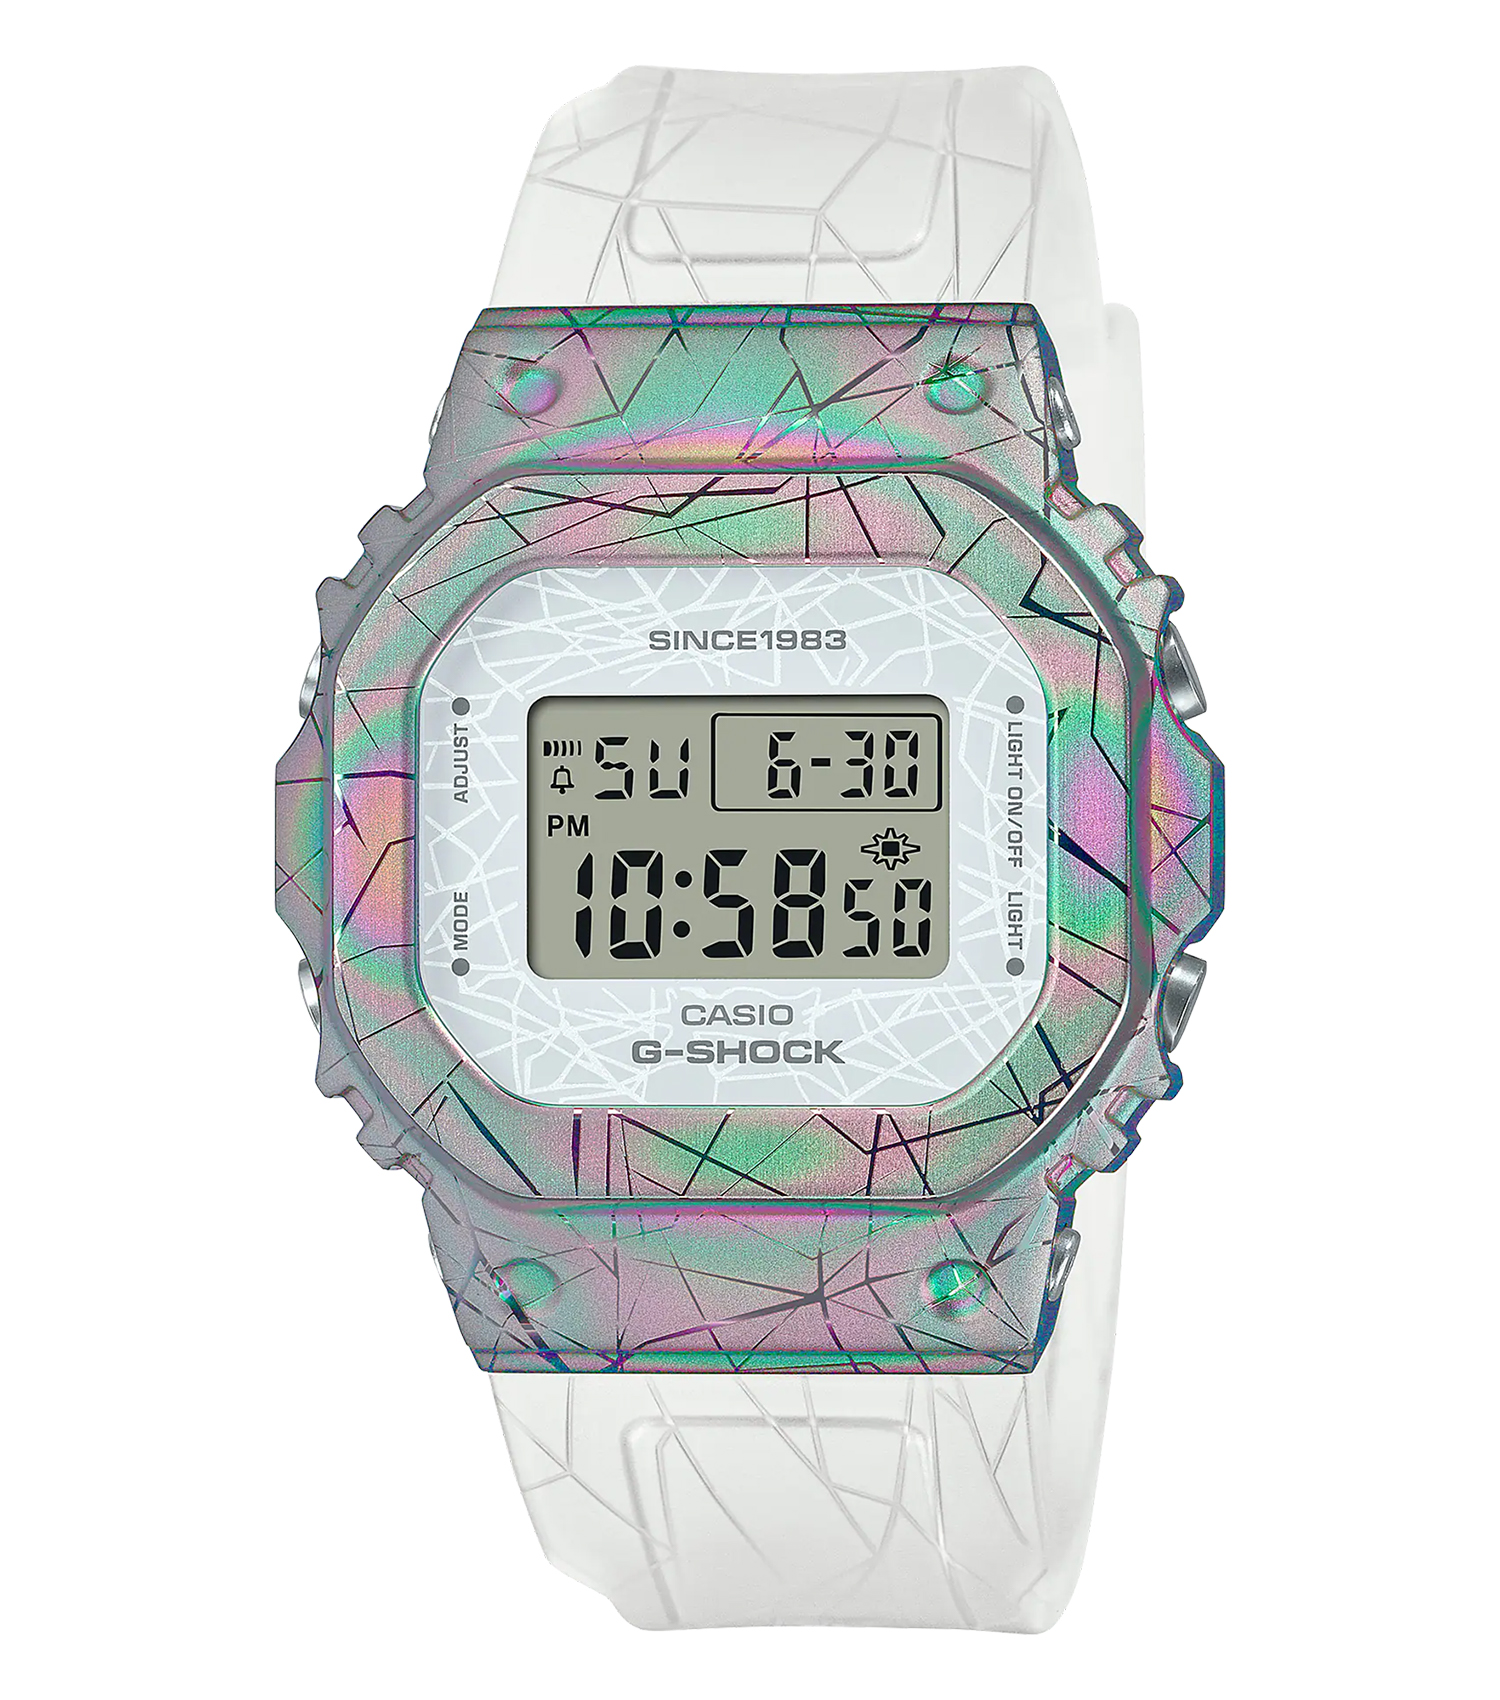 SINCE1983
ADJUST
SU 6-30
PM
10:58 50
MODE
LIGHT ON/OFF
LIGHT
CASIO
G-SHOCK